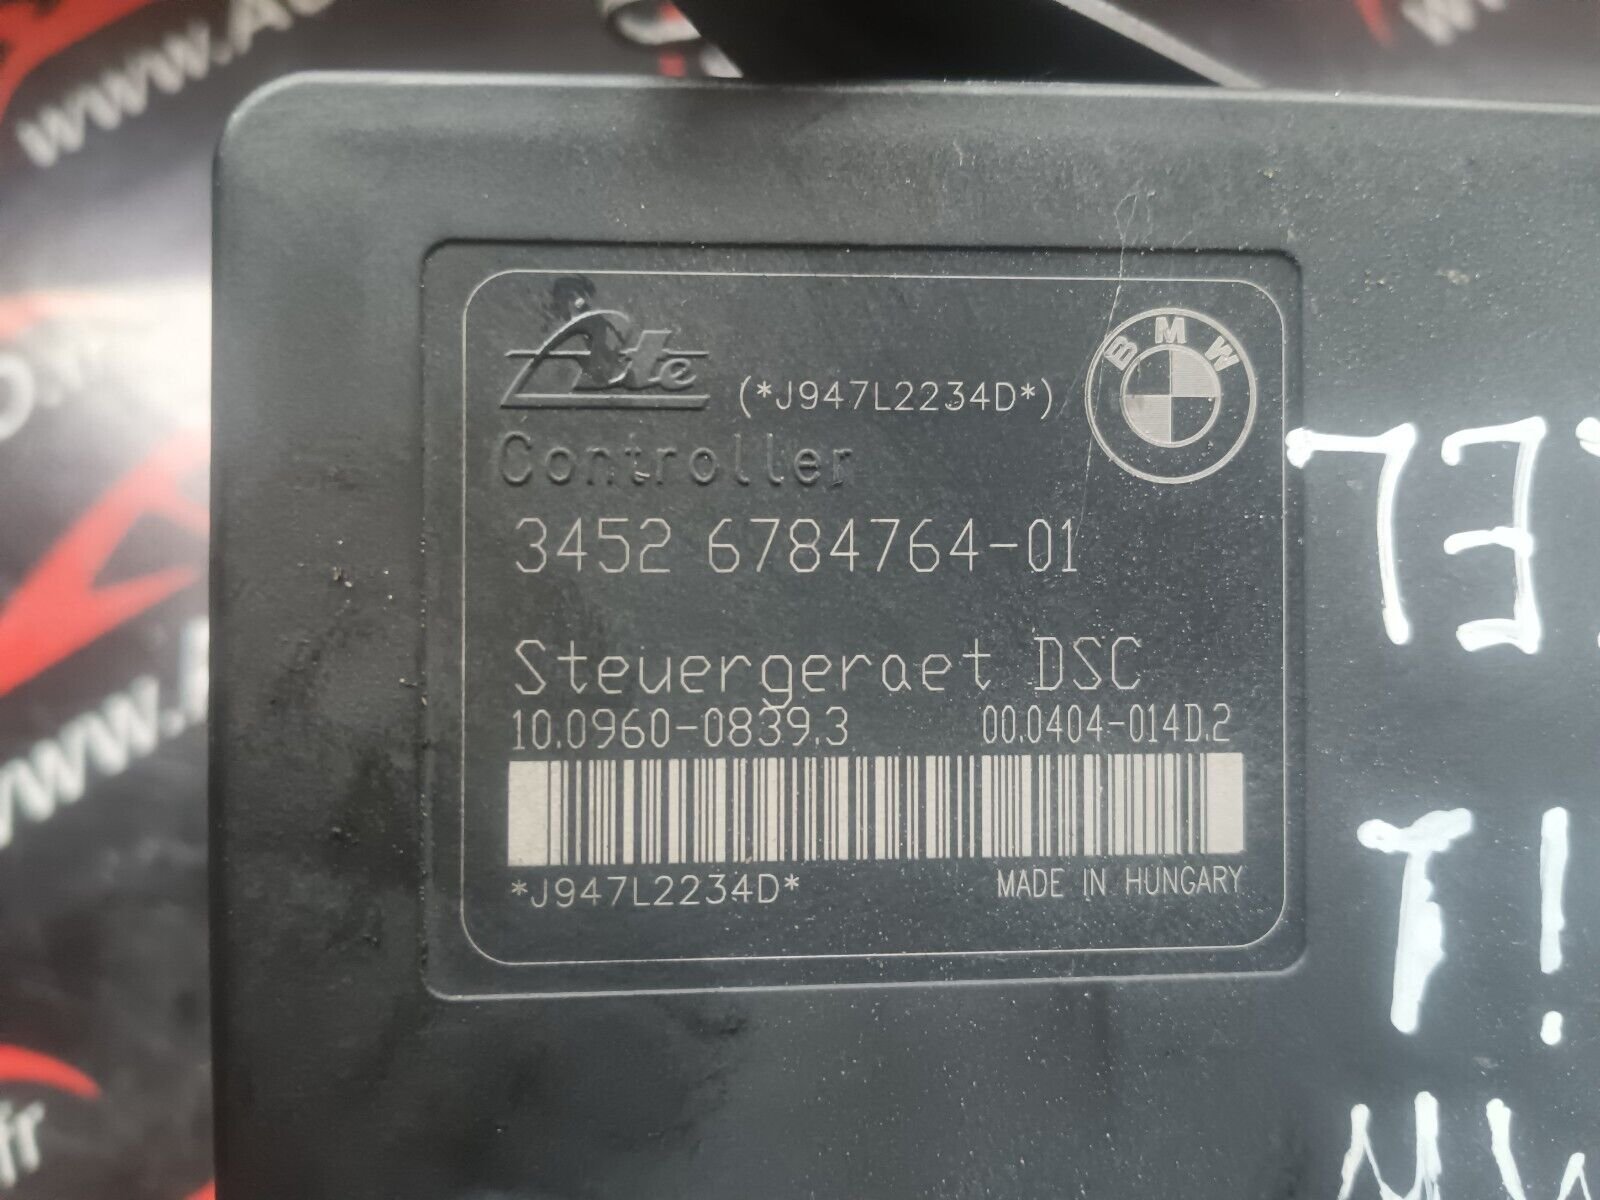 Ate (*J947L2234D*) BMW
Controller
3452 6784764-01
Steuergeraet DSC
10.0960-0839.3 00.0404-014D.2
*J947L2234D* MADE IN HUNGARY